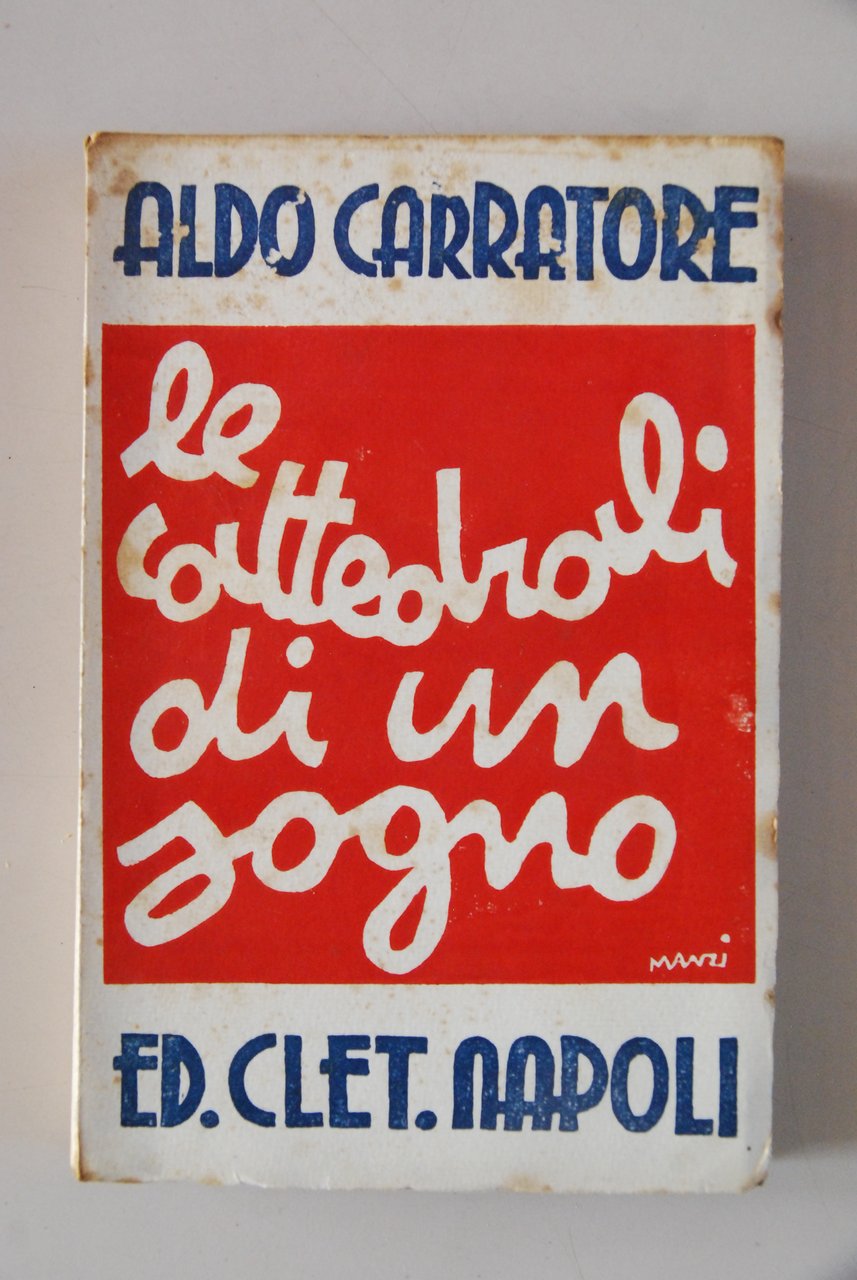 ALDO CARRATORE
le
cattedrali
di un
sogno
MANZI
ED. CLET. NAPOLI